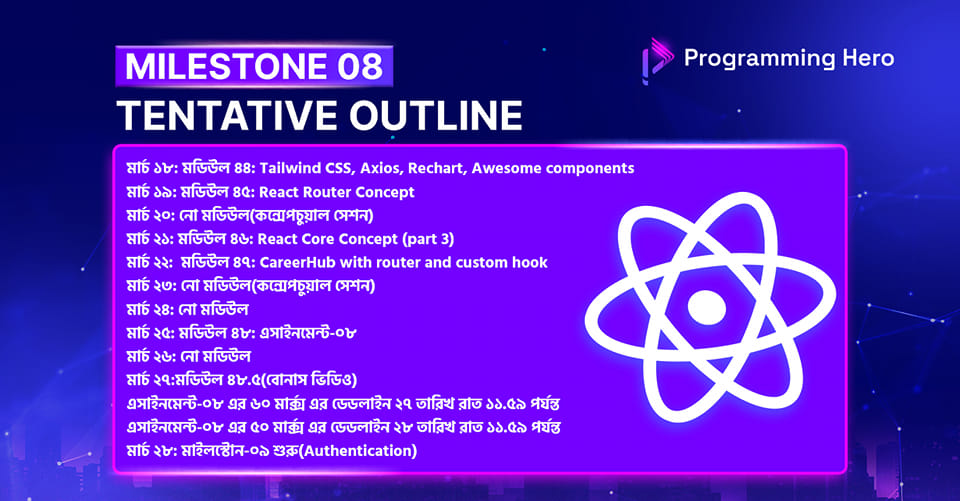 MILESTONE 08
Programming Hero
TENTATIVE OUTLINE
মার্চ ১৮: মডিউল ৪৪: Tailwind CSS, Axios, Rechart, Awesome components
মার্চ ১৯: মডিউল ৪৫: React Router Concept
মার্চ ২০: নো মডিউল(কন্সেপচুয়াল সেশন)
মার্চ ২১: মডিউল ৪৬: React Core Concept (part 3)
মার্চ ২২: মডিউল ৪৭: CareerHub with router and custom hook
মার্চ ২৩: নো মডিউল(কন্সেপচুয়াল সেশন)
মার্চ ২৪: নো মডিউল
মার্চ ২৫: মডিউল ৪৮: এসাইনমেন্ট-০৮
মার্চ ২৬: নো মডিউল
মার্চ ২৭:মডিউল ৪৮.৫(বোনাস ভিডিও)
এসাইনমেন্ট-০৮ এর ৬০ মার্ক্স এর ডেডলাইন ২৭ তারিখ রাত ১১.৫৯ পর্যন্ত
এসাইনমেন্ট-০৮ এর ৫০ মার্ক্স এর ডেডলাইন ২৮ তারিখ রাত ১১.৫৯ পর্যন্ত
মার্চ ২৮: মাইলস্টোন-০৯ শুরু(Authentication)